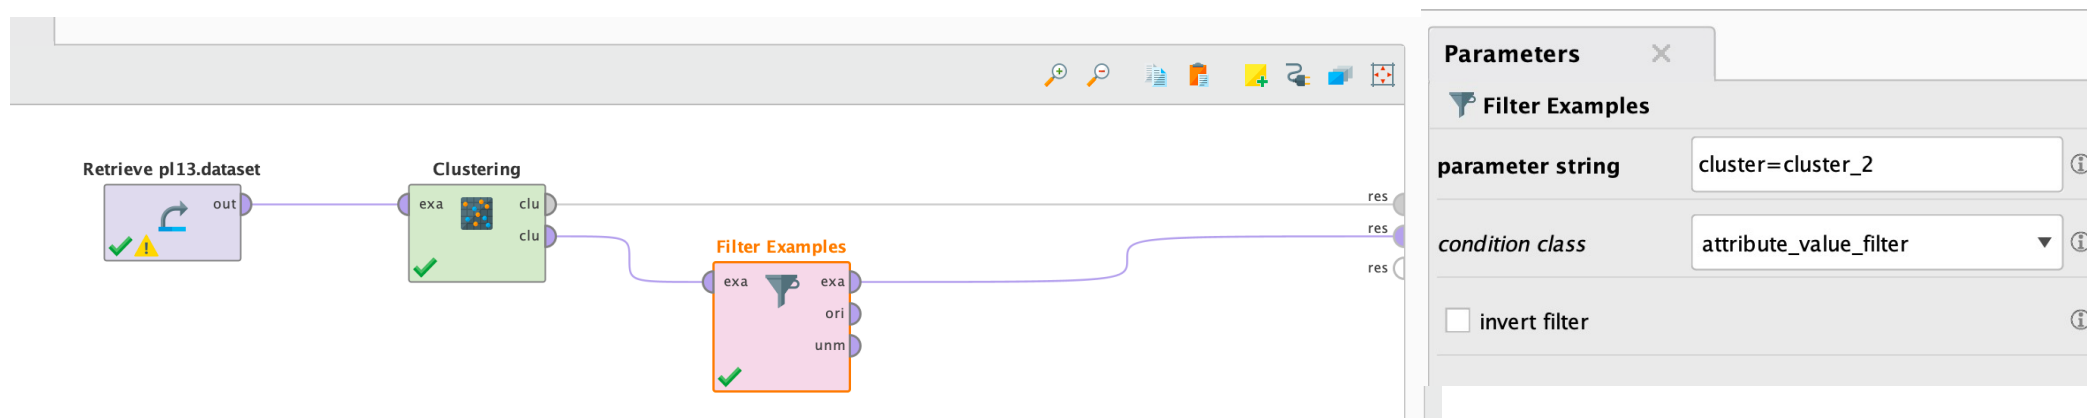 Retrieve pl13.dataset
out
Clustering
exa
clu
clu
Filter Examples
exa
exa
ori
unm
res
res
res
Parameters
Filter Examples
parameter string
cluster=cluster_2
condition class
attribute_value_filter
invert filter